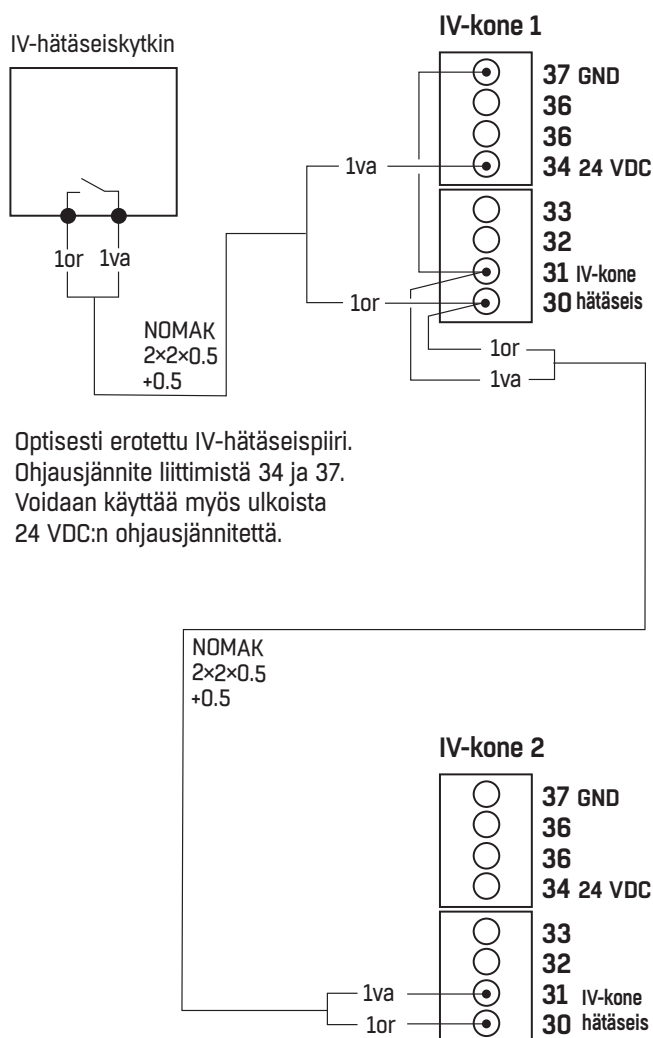 IV-hätäseiskytkin
1or 1va
NOMAK
2×2×0.5
+0.5
IV-kone 1
37 GND
36
36
34 24 VDC
33
32
31 IV-kone
30 hätäseis
1va
1or
1or
1va
Optisesti erotettu IV-hätäseispiiri.
Ohjausjännite liittimistä 34 ja 37.
Voidaan käyttää myös ulkoista
24 VDC:n ohjausjännitettä.
NOMAK
2×2×0.5
+0.5
IV-kone 2
37 GND
36
36
34 24 VDC
33
32
31 IV-kone
30 hätäseis
1va
1or